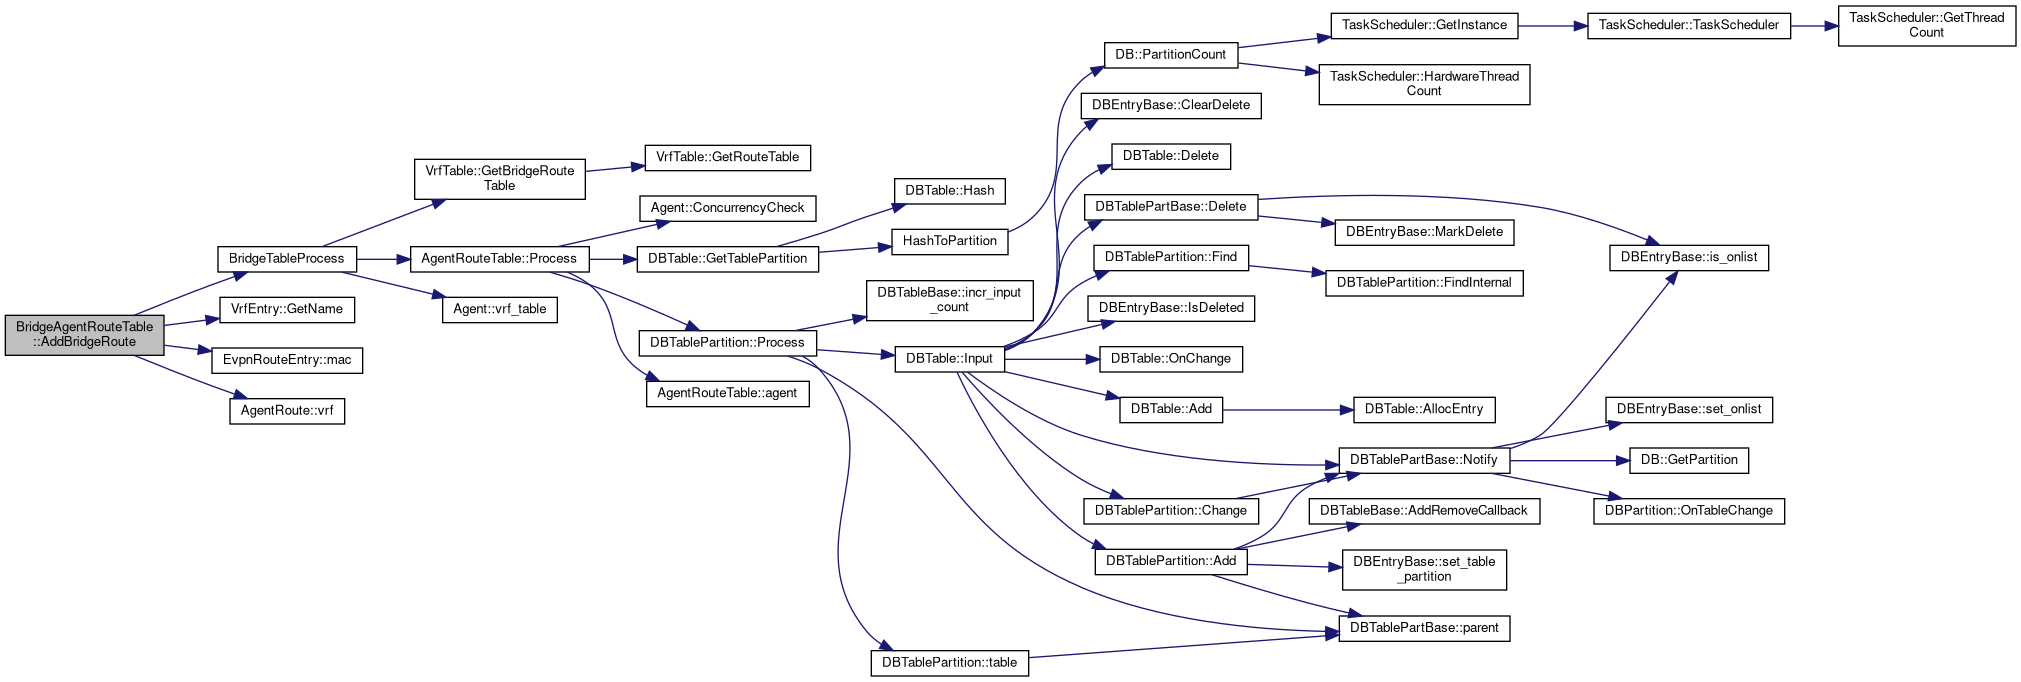 BridgeAgentRouteTable
::AddBridgeRoute
BridgeTableProcess
VrfEntry::GetName
EvpnRouteEntry::mac
AgentRoute::vrf
VrfTable::GetBridgeRoute
Table
AgentRouteTable::Process
Agent::vrf_table
VrfTable::GetRouteTable
Agent::ConcurrencyCheck
DBTable::GetTablePartition
DBTablePartition::Process
AgentRouteTable::agent
DBTable::Hash
HashToPartition
DBTableBase::incr_input
_count
DBTable::Input
DBTablePartition::table
DB::PartitionCount
DBEntryBase::ClearDelete
DBTable::Delete
DBTablePartBase::Delete
DBTablePartition::Find
DBEntryBase::IsDeleted
DBTable::OnChange
DBTable::Add
DBTablePartition::Change
DBTablePartition::Add
TaskScheduler::GetInstance
TaskScheduler::HardwareThread
Count
DBEntryBase::MarkDelete
DBTablePartition::FindInternal
DBTable::AllocEntry
DBTablePartBase::Notify
DBTableBase::AddRemoveCallback
DBEntryBase::set_table
_partition
DBTablePartBase::parent
TaskScheduler::TaskScheduler
DBEntryBase::is_onlist
DBEntryBase::set_onlist
DB::GetPartition
DBPartition::OnTableChange
TaskScheduler::GetThread
Count